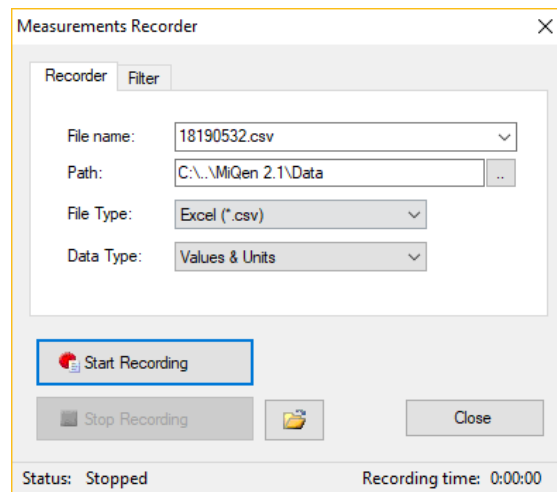 Measurements Recorder
Recorder Filter
File name: 18190532.csv
Path: C:\..\MiQen 2.1\Data ..
File Type: Excel (*.csv)
Data Type: Values & Units
Start Recording
Stop Recording Close
Status: Stopped Recording time: 0:00:00